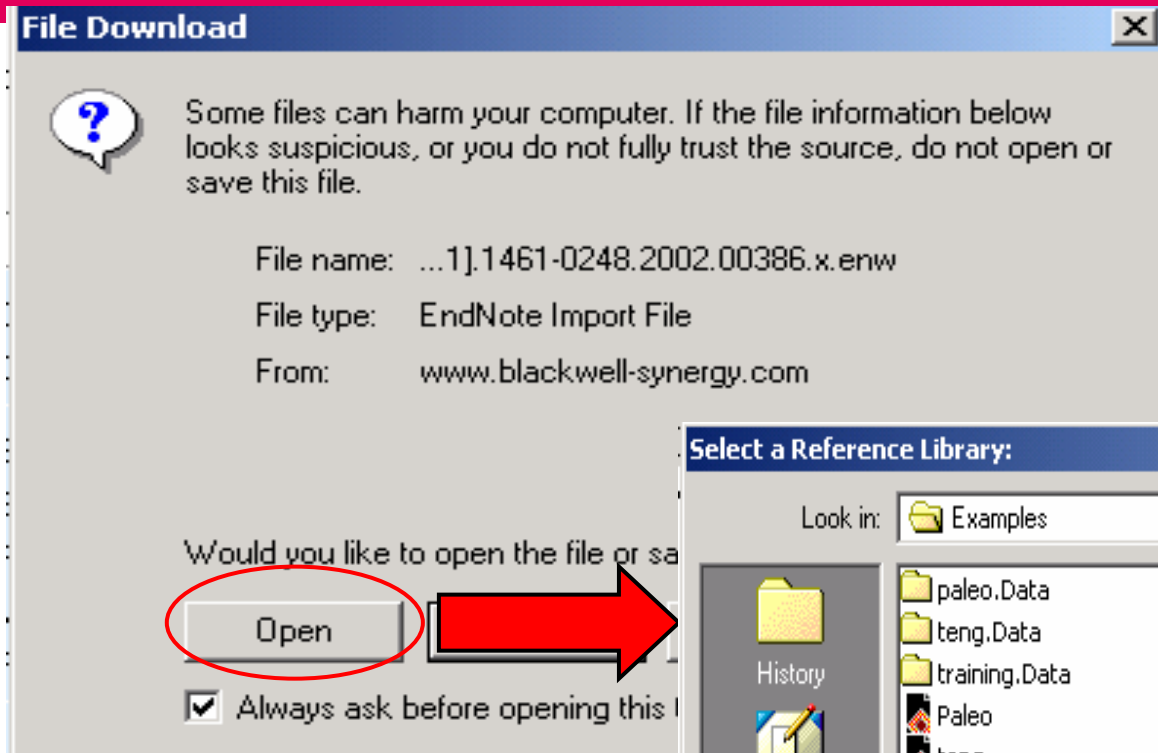 File Download
Some files can harm your computer. If the file information below
looks suspicious, or you do not fully trust the source, do not open or
save this file.
File name: ...1].1461-0248.2002.00386.x.enw
File type: EndNote Import File
From: www.blackwell-synergy.com
Would you like to open the file or sa
Open
Always ask before opening this
Select a Reference Library:
Look in: Examples
History
paleo.Data
teng.Data
training.Data
Paleo